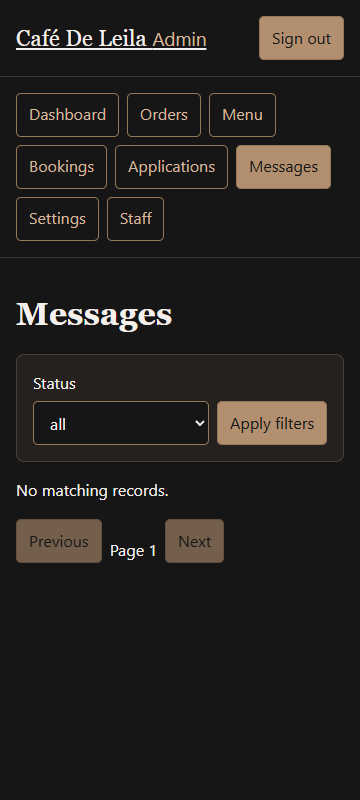 Café De Leila Admin
Sign out
Dashboard
Orders
Menu
Bookings
Applications
Messages
Settings
Staff
Messages
Status
all
Apply filters
No matching records.
Previous
Page 1
Next